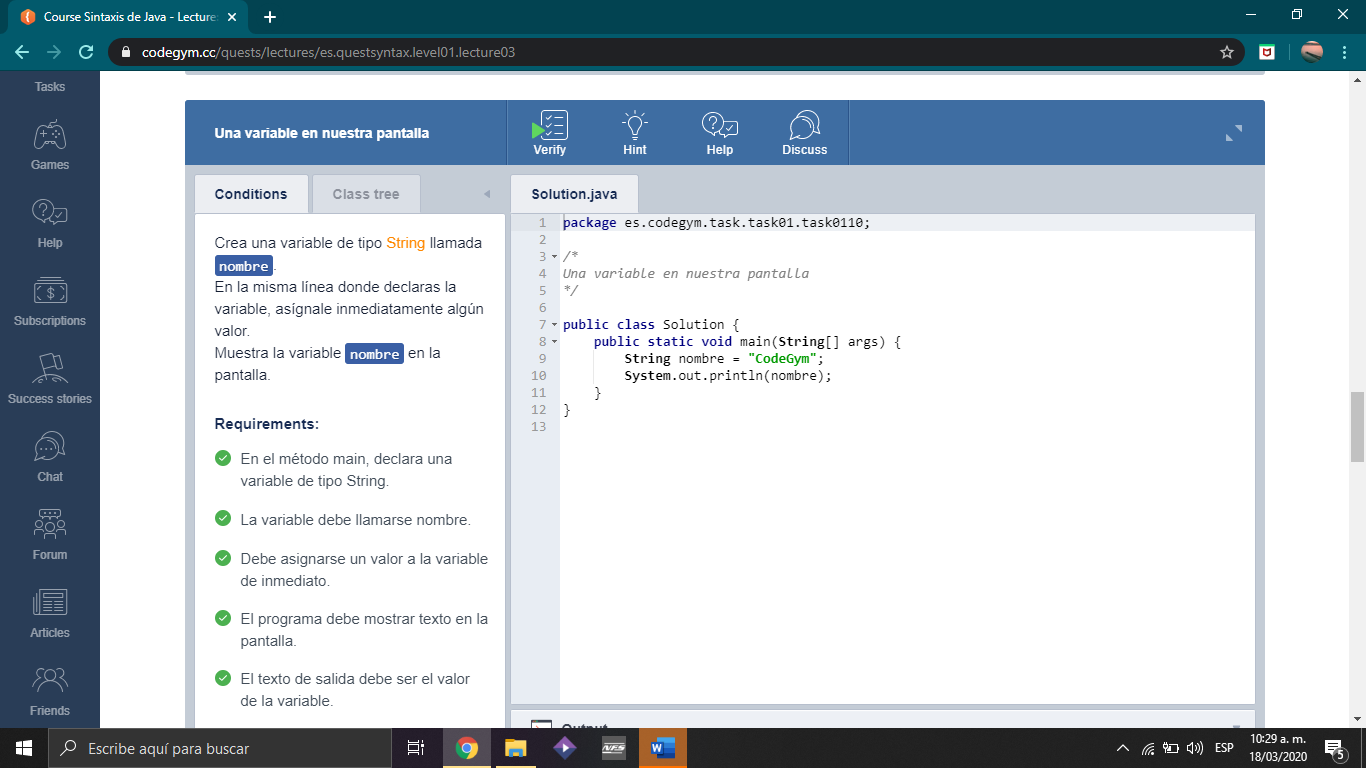 Course Sintaxis de Java - Lecture:
codegym.cc/quests/lectures/es.questsyntax.level01.lecture03
Tasks
Games
Help
Subscriptions
Success stories
Chat
Forum
Articles
Friends
Una variable en nuestra pantalla
Verify
Hint
Help
Discuss
Conditions
Class tree
Crea una variable de tipo String llamada
nombre.
En la misma línea donde declaras la
variable, asígnale inmediatamente algún
valor.
Muestra la variable nombre en la
pantalla.
Requirements:
En el método main, declara una
variable de tipo String.
La variable debe llamarse nombre.
Debe asignarse un valor a la variable
de inmediato.
El programa debe mostrar texto en la
pantalla.
El texto de salida debe ser el valor
de la variable.
Solution.java
1 package es.codegym.task.task01.task0110;
2
3 /*
4 Una variable en nuestra pantalla
5 */
6
7 public class Solution {
8 public static void main(String[] args) {
9 String nombre = "CodeGym";
10 System.out.println(nombre);
11 }
12 }
13
Output
Escribe aquí para buscar
NFS
W
ESP
10:29 a. m.
18/03/2020
5